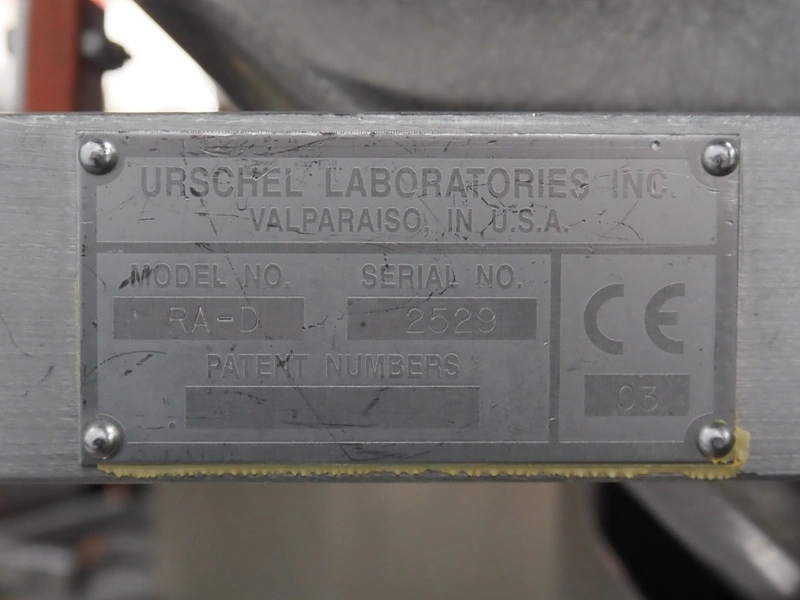 URSCHEL LABORATORIES INC.
VALPARAISO, IN U.S.A.
MODEL NO. SERIAL NO.
RA-D 2529
PATENT NUMBERS
CE
03